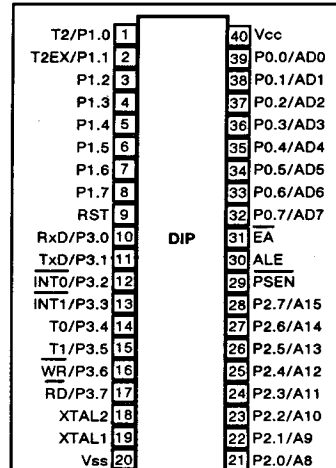 T2/P1.0 1 40 Vcc
T2EX/P1.1 2 39 P0.0/AD0
P1.2 3 38 P0.1/AD1
P1.3 4 37 P0.2/AD2
P1.4 5 36 P0.3/AD3
P1.5 6 35 P0.4/AD4
P1.6 7 34 P0.5/AD5
P1.7 8 33 P0.6/AD6
RST 9 32 P0.7/AD7
RxD/P3.0 10 DIP 31 EA
TxD/P3.1 11 30 ALE
INT0/P3.2 12 29 PSEN
INT1/P3.3 13 28 P2.7/A15
T0/P3.4 14 27 P2.6/A14
T1/P3.5 15 26 P2.5/A13
WR/P3.6 16 25 P2.4/A12
RD/P3.7 17 24 P2.3/A11
XTAL2 18 23 P2.2/A10
XTAL1 19 22 P2.1/A9
Vss 20 21 P2.0/A8